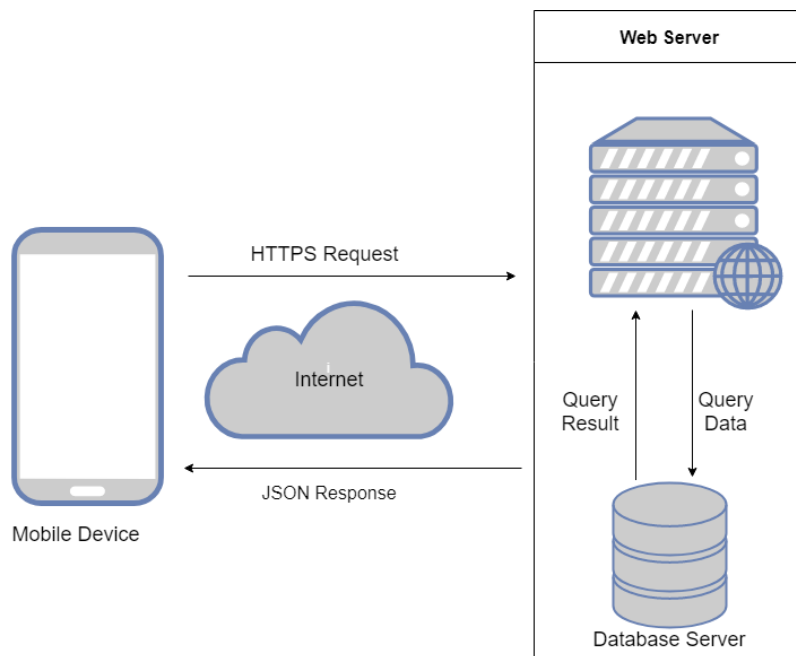 Web Server
HTTPS Request
i
Internet
Query
Result
Query
Data
JSON Response
Mobile Device
Database Server